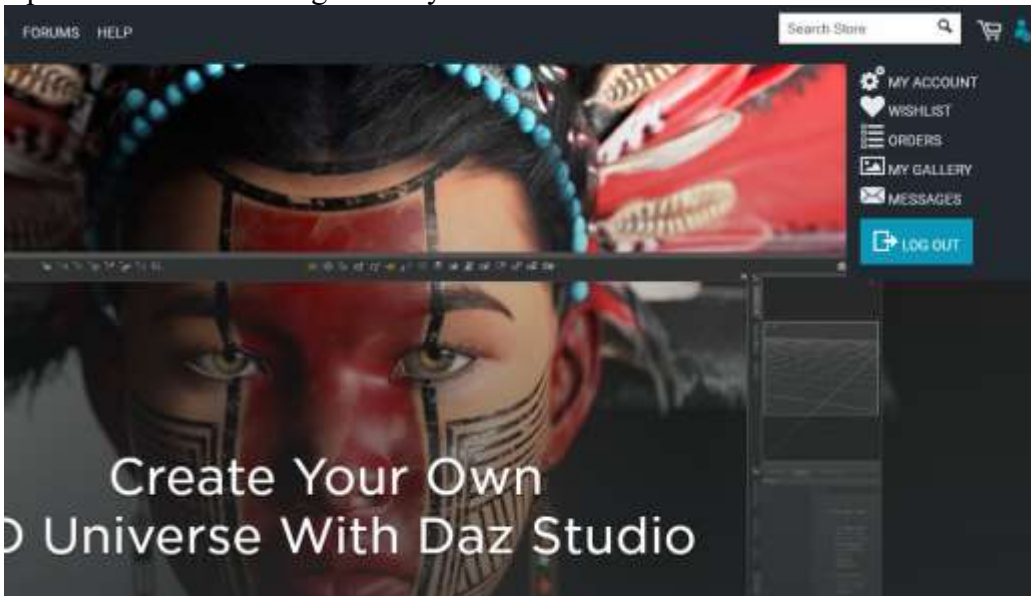 FORUMS HELP
Search Store
MY ACCOUNT
WISHLIST
ORDERS
MY GALLERY
MESSAGES
LOG OUT
Create Your Own
D Universe With Daz Studio